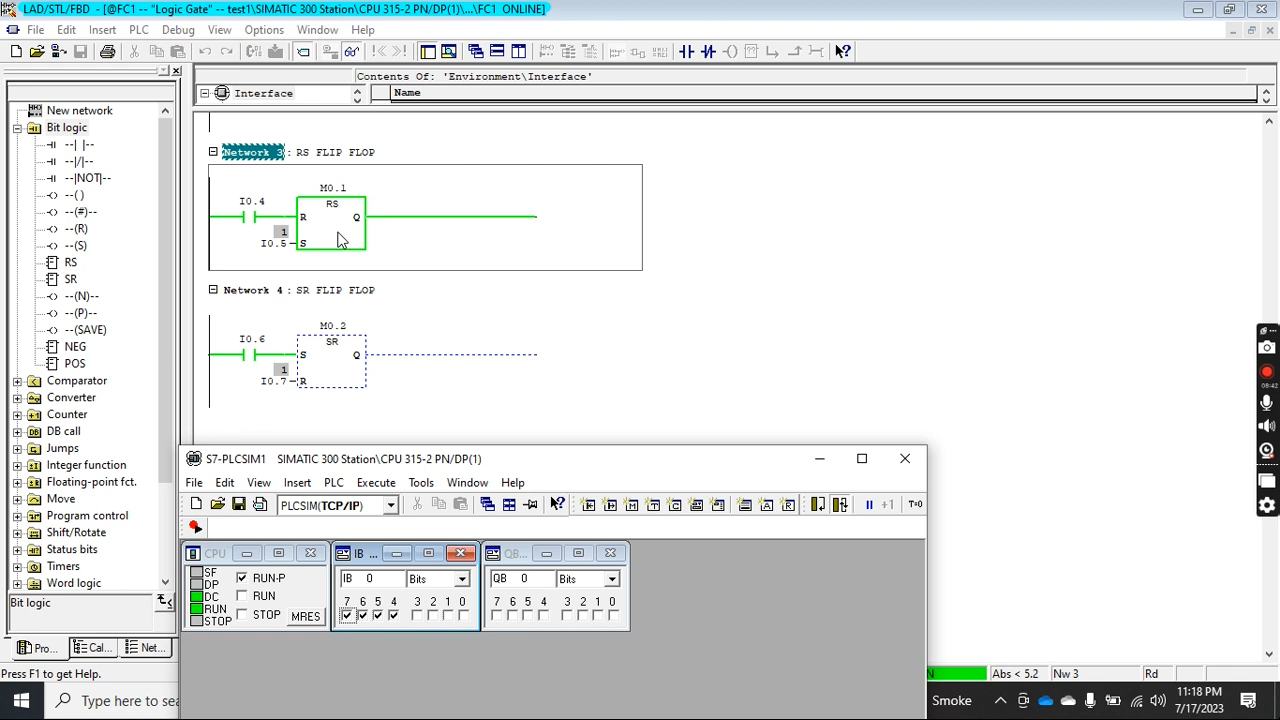 LAD/STL/FBD - [@FC1 -- "Logic Gate" -- test1\SIMATIC 300 Station\CPU 315-2 PN/DP(1)\...\FC1 ONLINE]
File Edit Insert PLC Debug View Options Window Help
Contents Of: 'Environment\Interface'
Interface
Name
New network
Bit logic
--| |--
--|/|--
--|NOT|--
--( )
--(#)--
--(R)
--(S)
RS
SR
--(N)--
--(P)--
--(SAVE)
NEG
POS
Comparator
Converter
Counter
DB call
Jumps
Integer function
Floating-point fct.
Move
Program control
Shift/Rotate
Status bits
Timers
Word logic
Bit logic
Pro... Cal... Net...
Press F1 to get Help.
Network 3 : RS FLIP FLOP
M0.1
I0.4 RS
R Q
1
I0.5 S
Network 4 : SR FLIP FLOP
M0.2
I0.6 SR
S Q
1
I0.7 R
S7-PLCSIM1 SIMATIC 300 Station\CPU 315-2 PN/DP(1)
File Edit View Insert PLC Execute Tools Window Help
PLCSIM(TCP/IP)
+1 T=0
CPU
SF
DP
DC
RUN
STOP
RUN-P
RUN
STOP
MRES
IB ...
IB 0 Bits
7 6 5 4 3 2 1 0
QB...
QB 0 Bits
7 6 5 4 3 2 1 0
Abs < 5.2 Nw 3 Rd
08:42
Type here to sea
Smoke
11:18 PM
7/17/2023